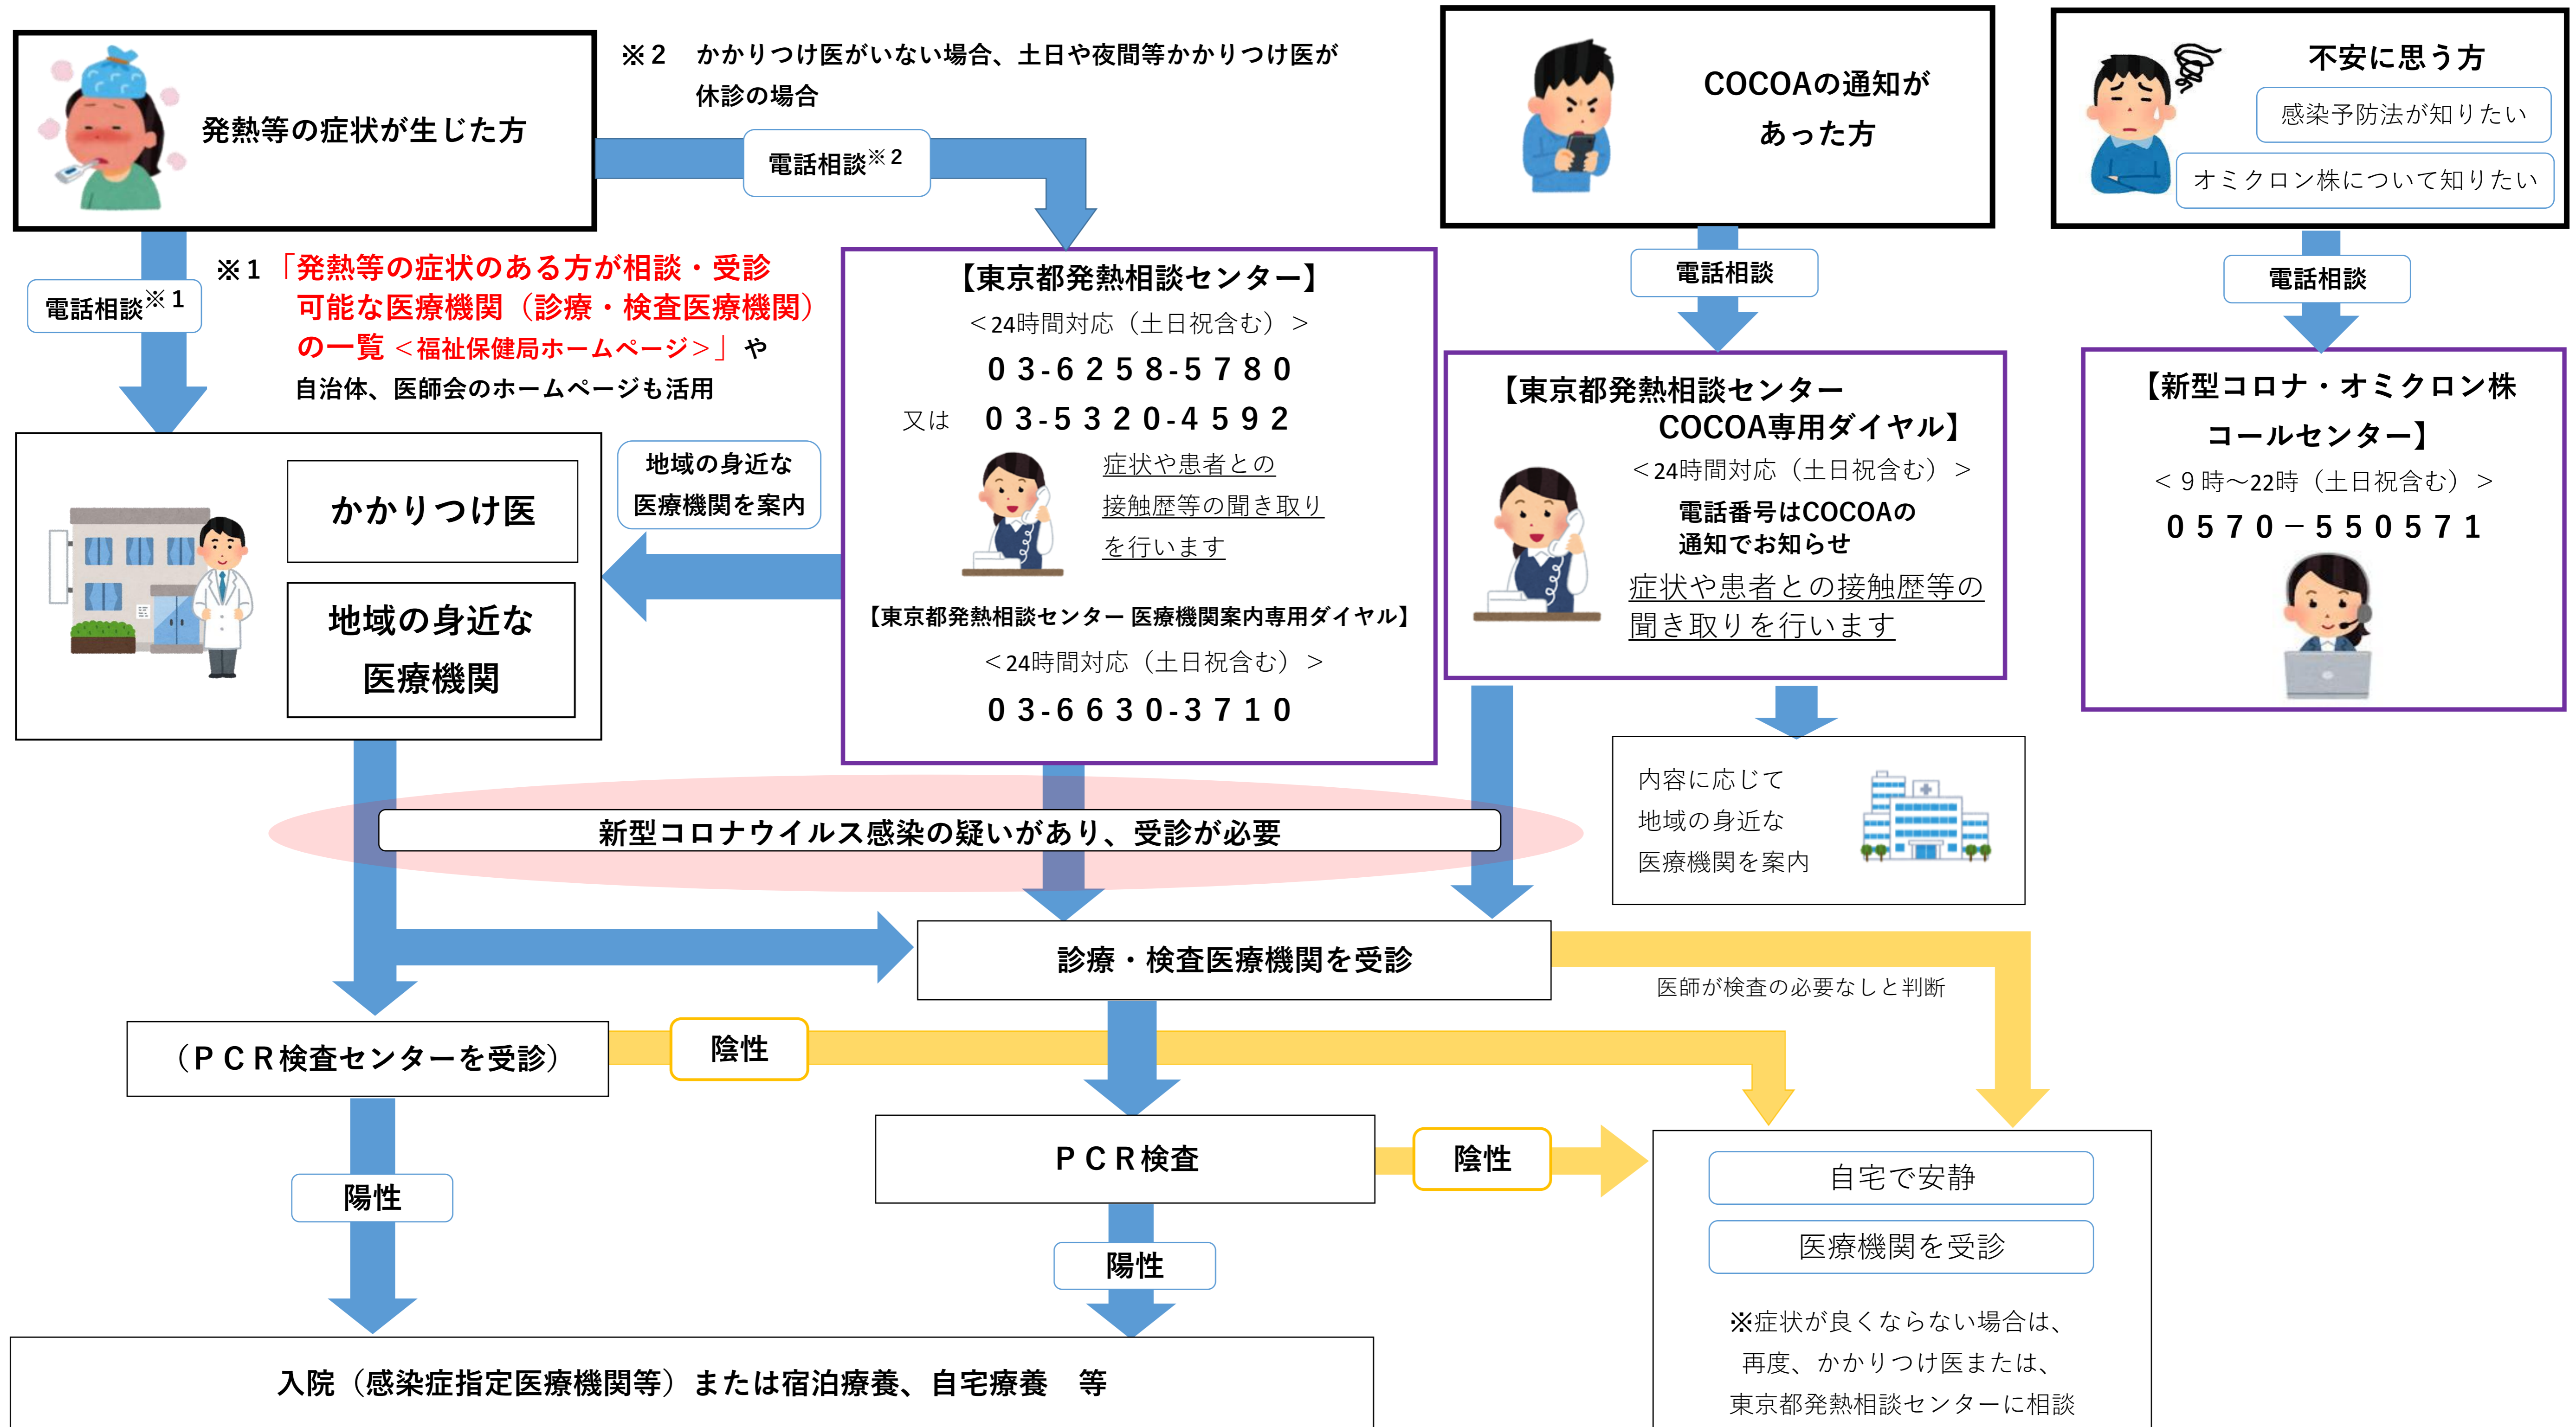 発熱等の症状が生じた方
※２　かかりつけ医がいない場合、土日や夜間等かかりつけ医が
休診の場合
電話相談※２
COCOAの通知が
あった方
不安に思う方
感染予防法が知りたい
オミクロン株について知りたい
電話相談※１
※１「発熱等の症状のある方が相談・受診
可能な医療機関（診療・検査医療機関）
の一覧＜福祉保健局ホームページ＞」や
自治体、医師会のホームページも活用
電話相談
電話相談
【東京都発熱相談センター】
＜24時間対応（土日祝含む）＞
０３-６２５８-５７８０
又は　０３-５３２０-４５９２
症状や患者との
接触歴等の聞き取り
を行います
【東京都発熱相談センター 医療機関案内専用ダイヤル】
＜24時間対応（土日祝含む）＞
０３-６６３０-３７１０
地域の身近な
医療機関を案内
かかりつけ医
地域の身近な
医療機関
【東京都発熱相談センター
COCOA専用ダイヤル】
＜24時間対応（土日祝含む）＞
電話番号はCOCOAの
通知でお知らせ
症状や患者との接触歴等の
聞き取りを行います
【新型コロナ・オミクロン株
コールセンター】
＜９時～22時（土日祝含む）＞
０５７０－５５０５７１
内容に応じて
地域の身近な
医療機関を案内
新型コロナウイルス感染の疑いがあり、受診が必要
診療・検査医療機関を受診
医師が検査の必要なしと判断
（ＰＣＲ検査センターを受診）
陰性
ＰＣＲ検査
陰性
陽性
陽性
自宅で安静
医療機関を受診
※症状が良くならない場合は、
再度、かかりつけ医または、
東京都発熱相談センターに相談
入院（感染症指定医療機関等）または宿泊療養、自宅療養　等